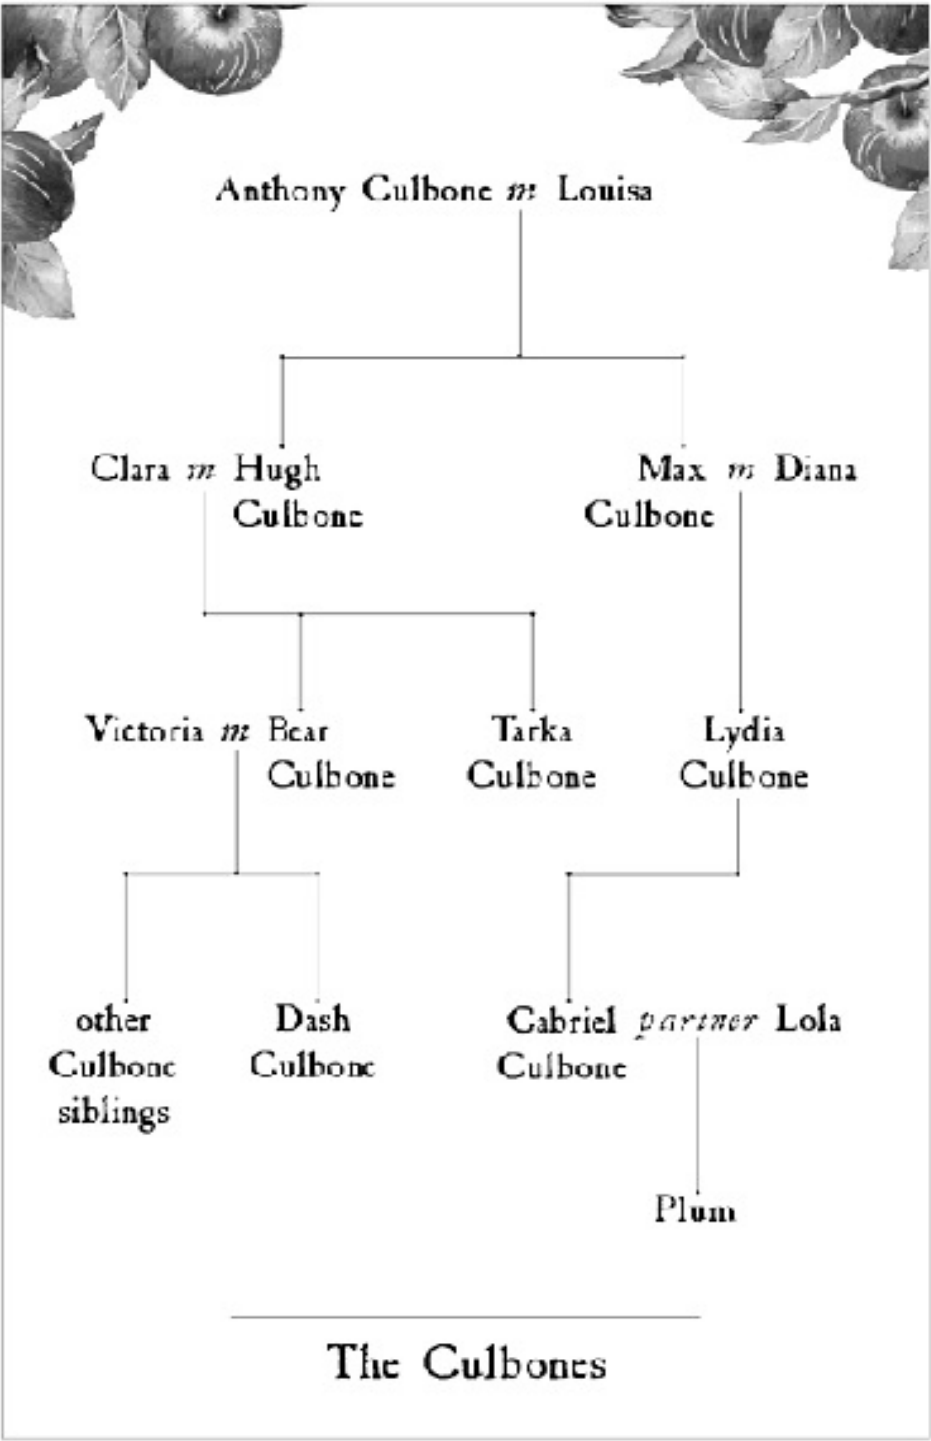 Anthony Culbone m Louisa
Clara m Hugh
Culbone
Max m Diana
Culbone
Victoria m Bear
Culbone
Tarka
Culbone
Lydia
Culbone
other
Culbone
siblings
Dash
Culbone
Gabriel partner Lola
Culbone
Plum
The Culbones